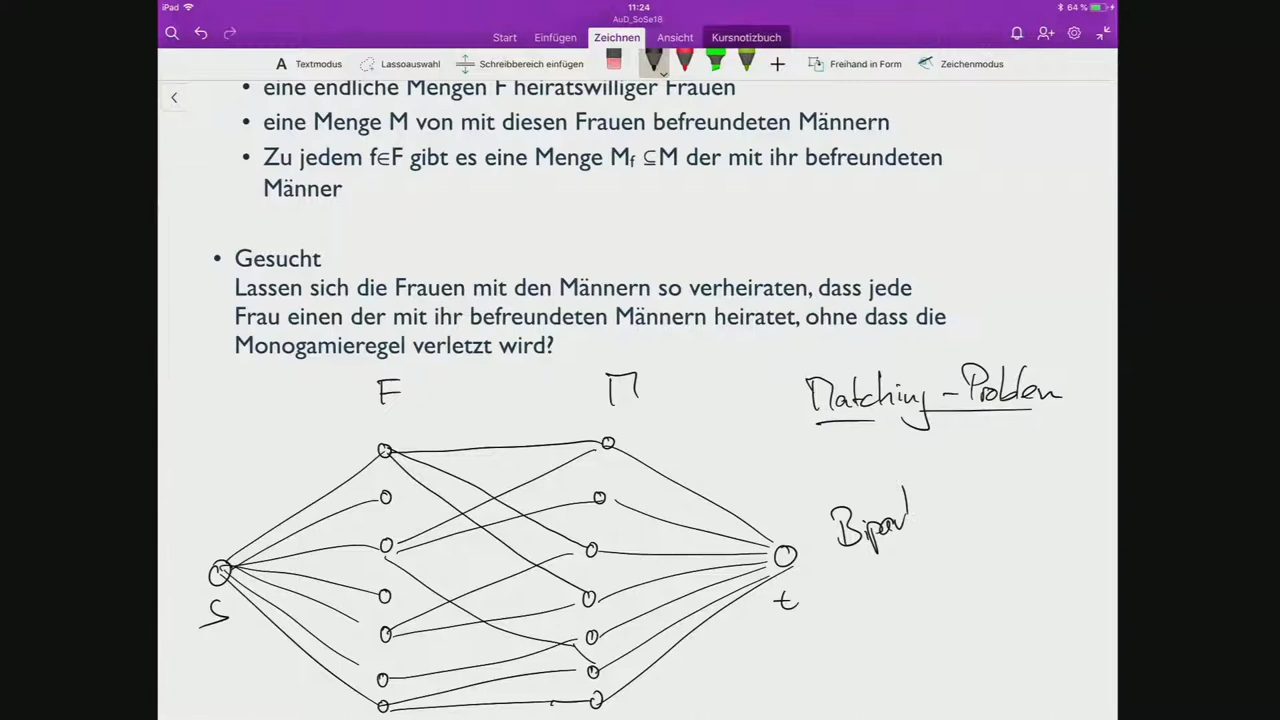 iPad
11:24
64 %
AuD_SoSe18
Start Einfügen Zeichnen Ansicht Kursnotizbuch
A Textmodus Lassoauswahl Schreibbereich einfügen Freihand in Form Zeichenmodus
• eine endliche Mengen F heiratswilliger Frauen
• eine Menge M von mit diesen Frauen befreundeten Männern
• Zu jedem f∈F gibt es eine Menge Mf ⊆M der mit ihr befreundeten
Männer
• Gesucht
Lassen sich die Frauen mit den Männern so verheiraten, dass jede
Frau einen der mit ihr befreundeten Männern heiratet, ohne dass die
Monogamieregel verletzt wird?
F M Matching-Problem
Bipar
s t